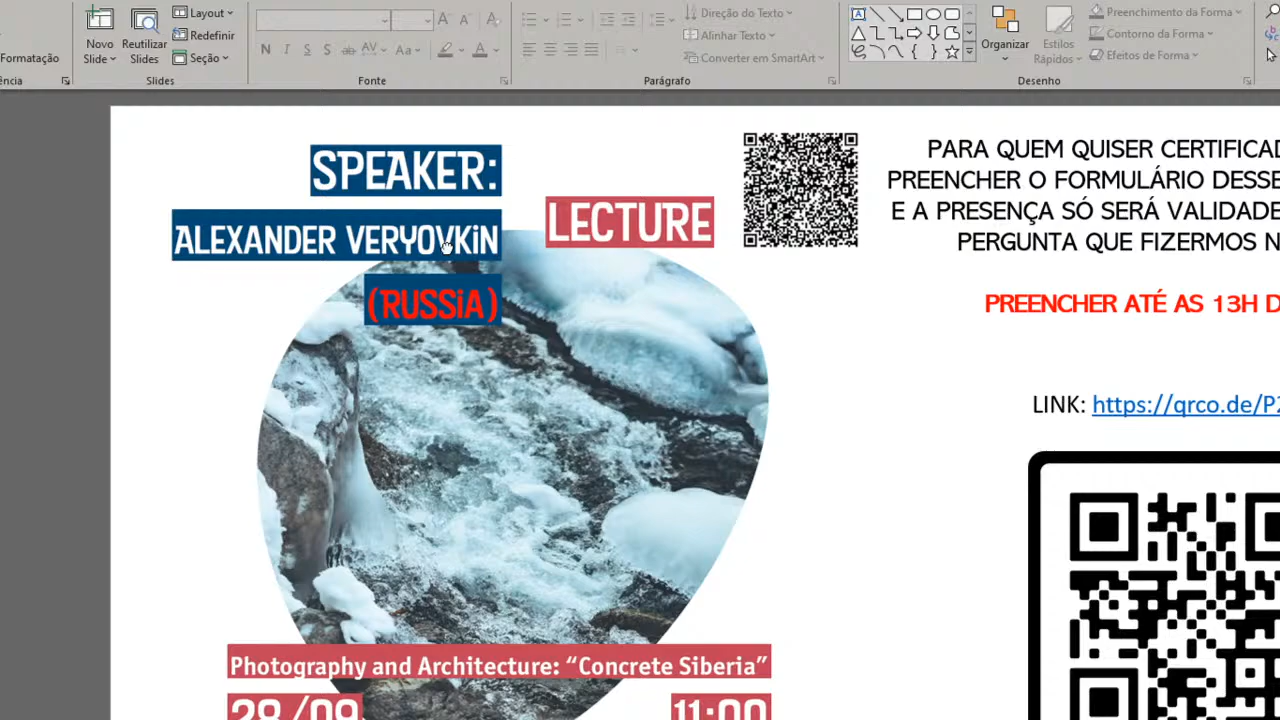 Layout
Novo
Slide
Reutilizar
Slides
Redefinir
Seção
Formatação
Slides
Fonte
Parágrafo
Direção do Texto
Alinhar Texto
Converter em SmartArt
Organizar
Estilos
Rápidos
Preenchimento da Forma
Contorno da Forma
Efeitos de Forma
Desenho
SPEAKER:
ALEXANDER VERYOVKiN
(RUSSiA)
LECTURE
PARA QUEM QUISER CERTIFICAD
PREENCHER O FORMULÁRIO DESSE
E A PRESENÇA SÓ SERÁ VALIDADE
PERGUNTA QUE FIZERMOS N
PREENCHER ATÉ AS 13H D
LINK: https://qrco.de/P
Photography and Architecture: “Concrete Siberia”
28/09
11:00